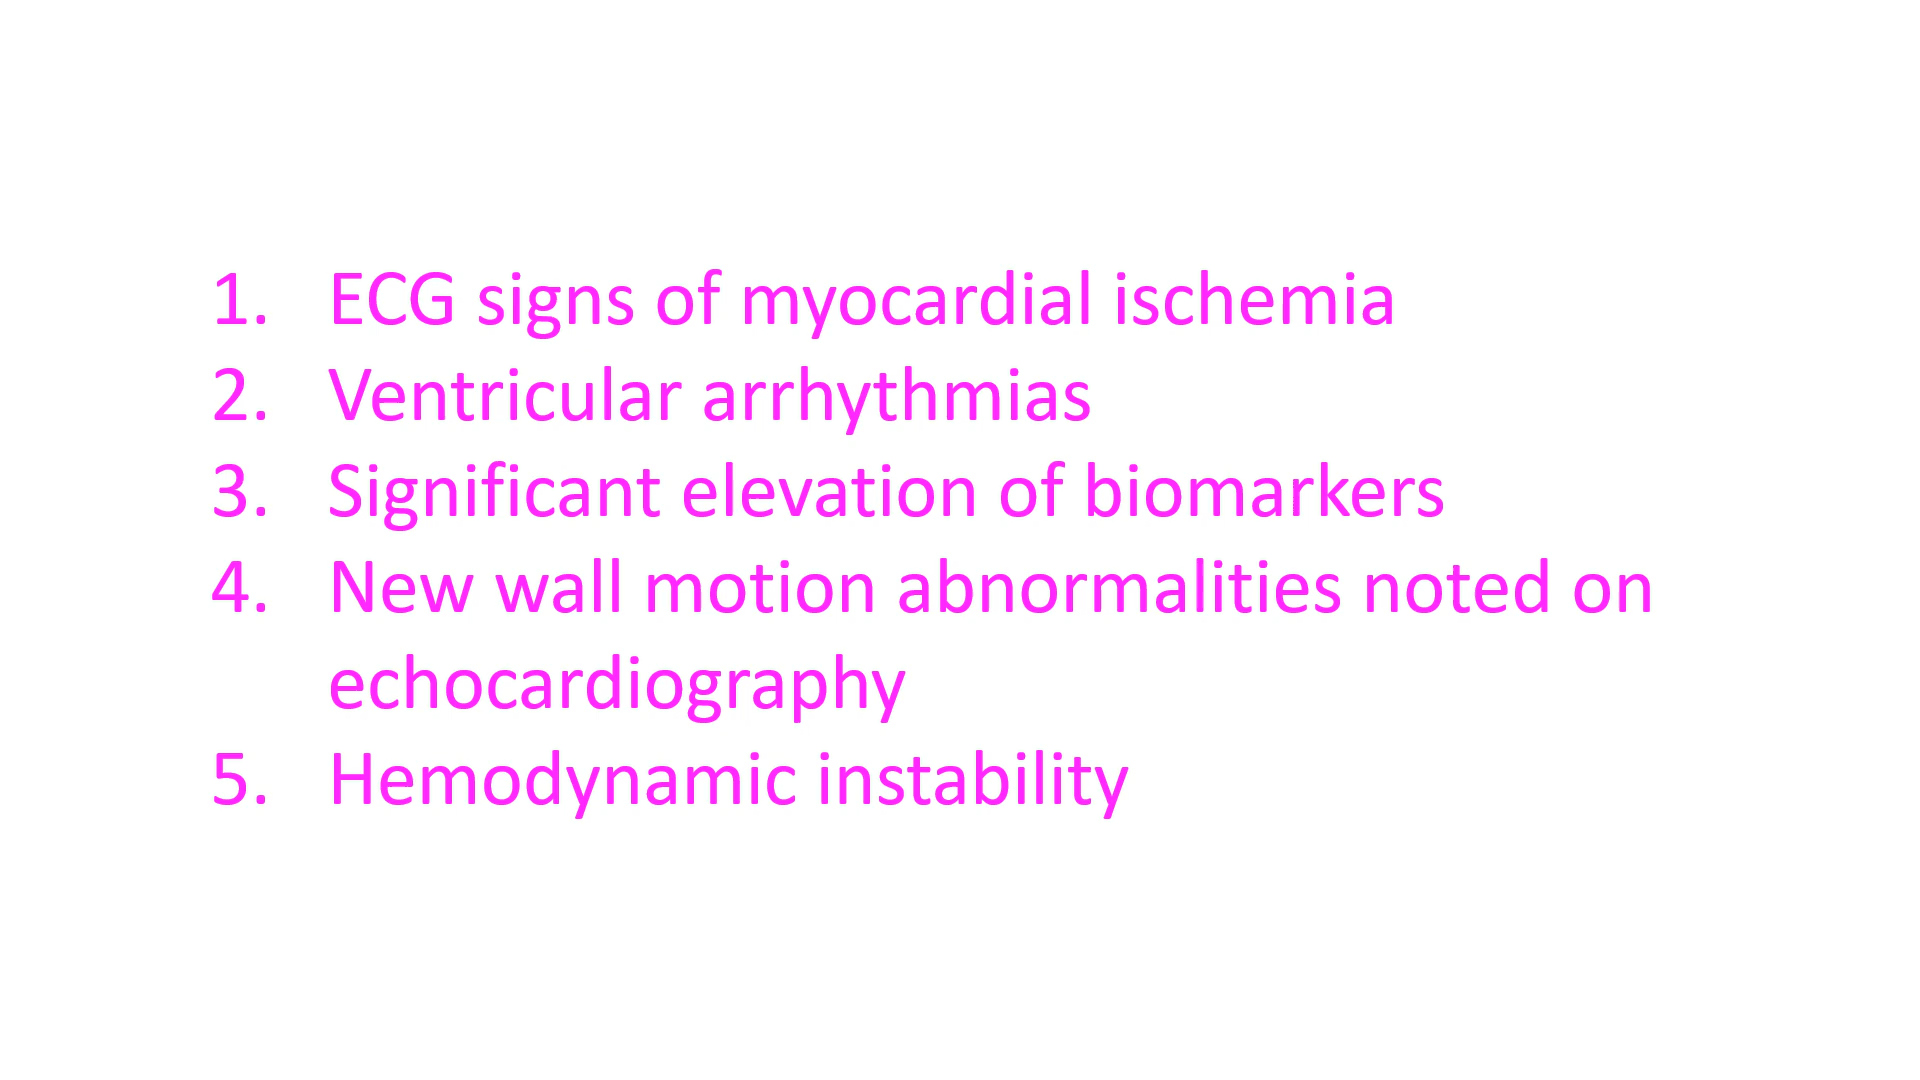 1. ECG signs of myocardial ischemia
2. Ventricular arrhythmias
3. Significant elevation of biomarkers
4. New wall motion abnormalities noted on
echocardiography
5. Hemodynamic instability